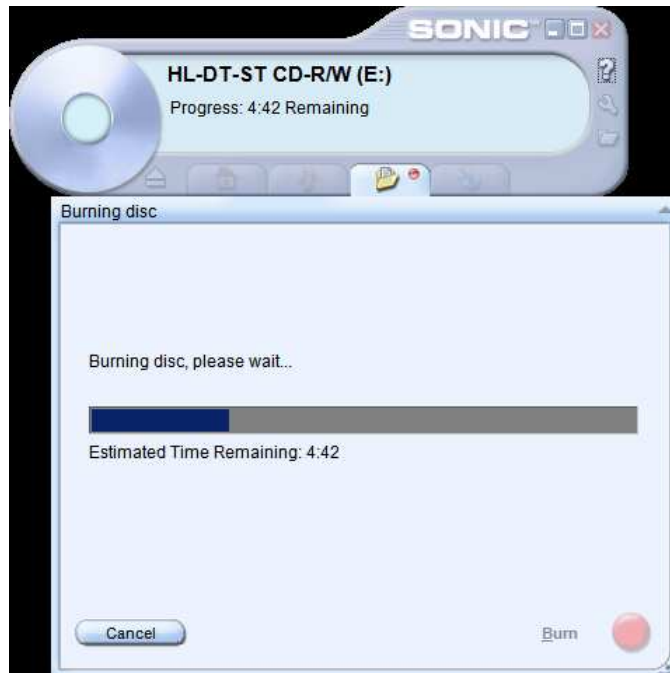 SONIC
HL-DT-ST CD-R/W (E:)
Progress: 4:42 Remaining
Burning disc
Burning disc, please wait...
Estimated Time Remaining: 4:42
Cancel
Burn